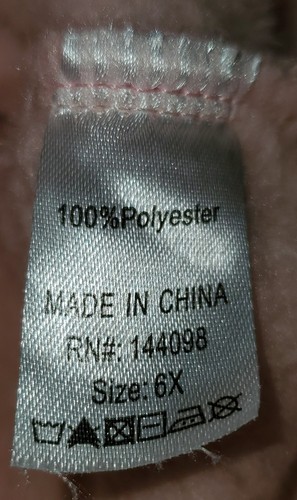 100%Polyester
MADE IN CHINA
RN#: 144098
Size: 6X